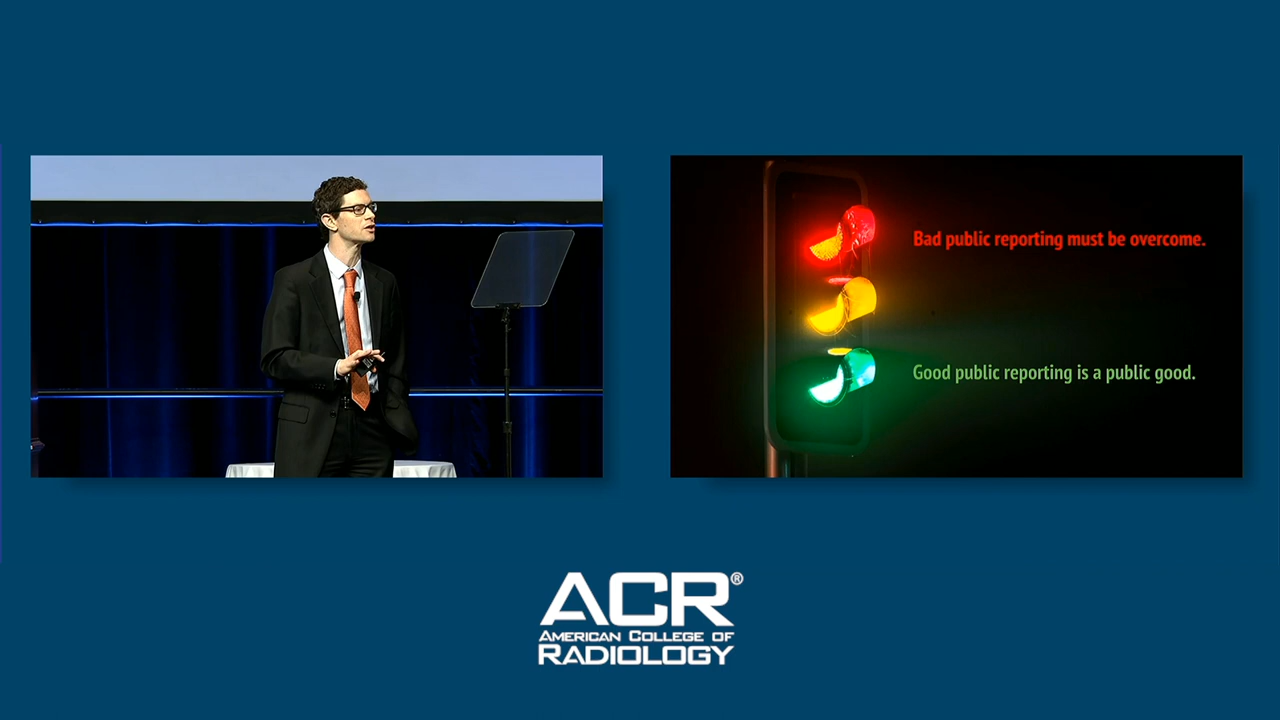 Bad public reporting must be overcome.
Good public reporting is a public good.
ACR®
AMERICAN COLLEGE OF
RADIOLOGY